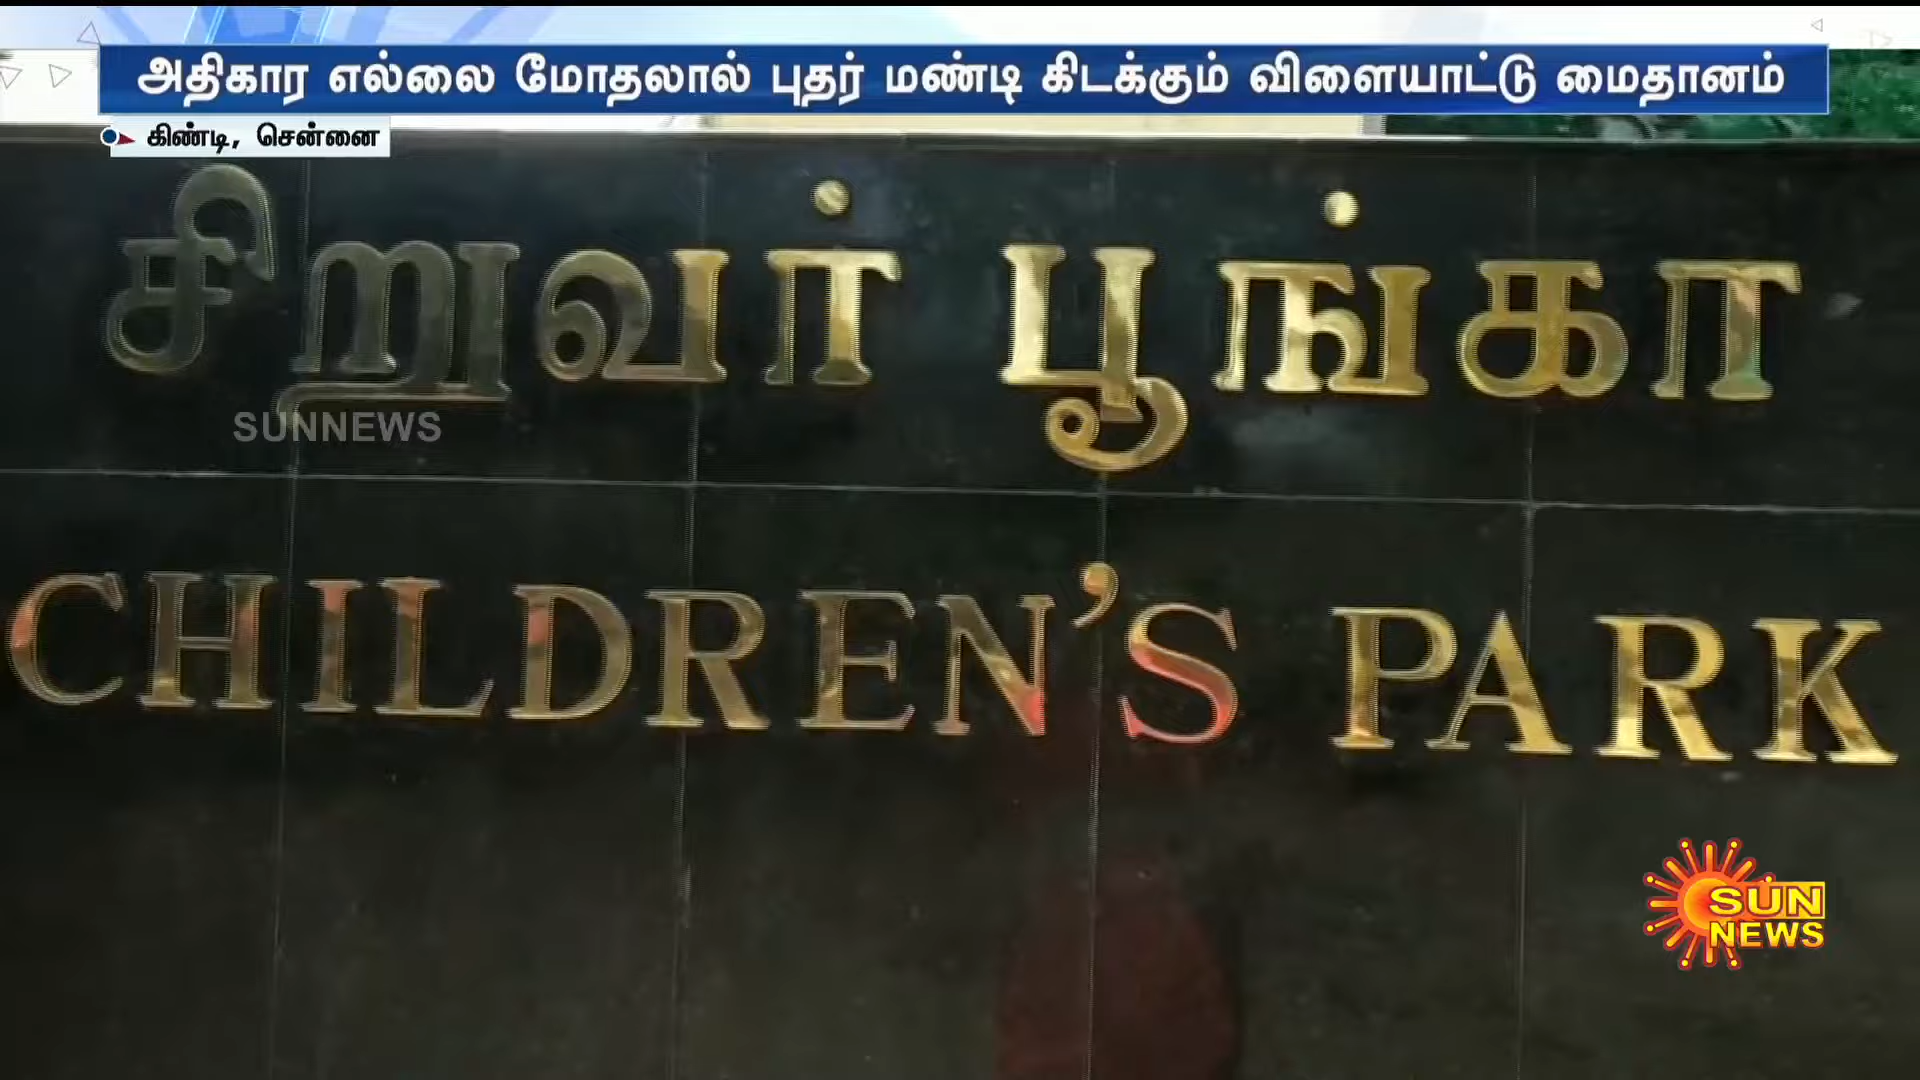 அதிகார எல்லை மோதலால் புதர் மண்டி கிடக்கும் விளையாட்டு மைதானம்
கிண்டி, சென்னை
சிறுவர் பூங்கா
SUNNEWS
CHILDREN'S PARK
SUN
NEWS